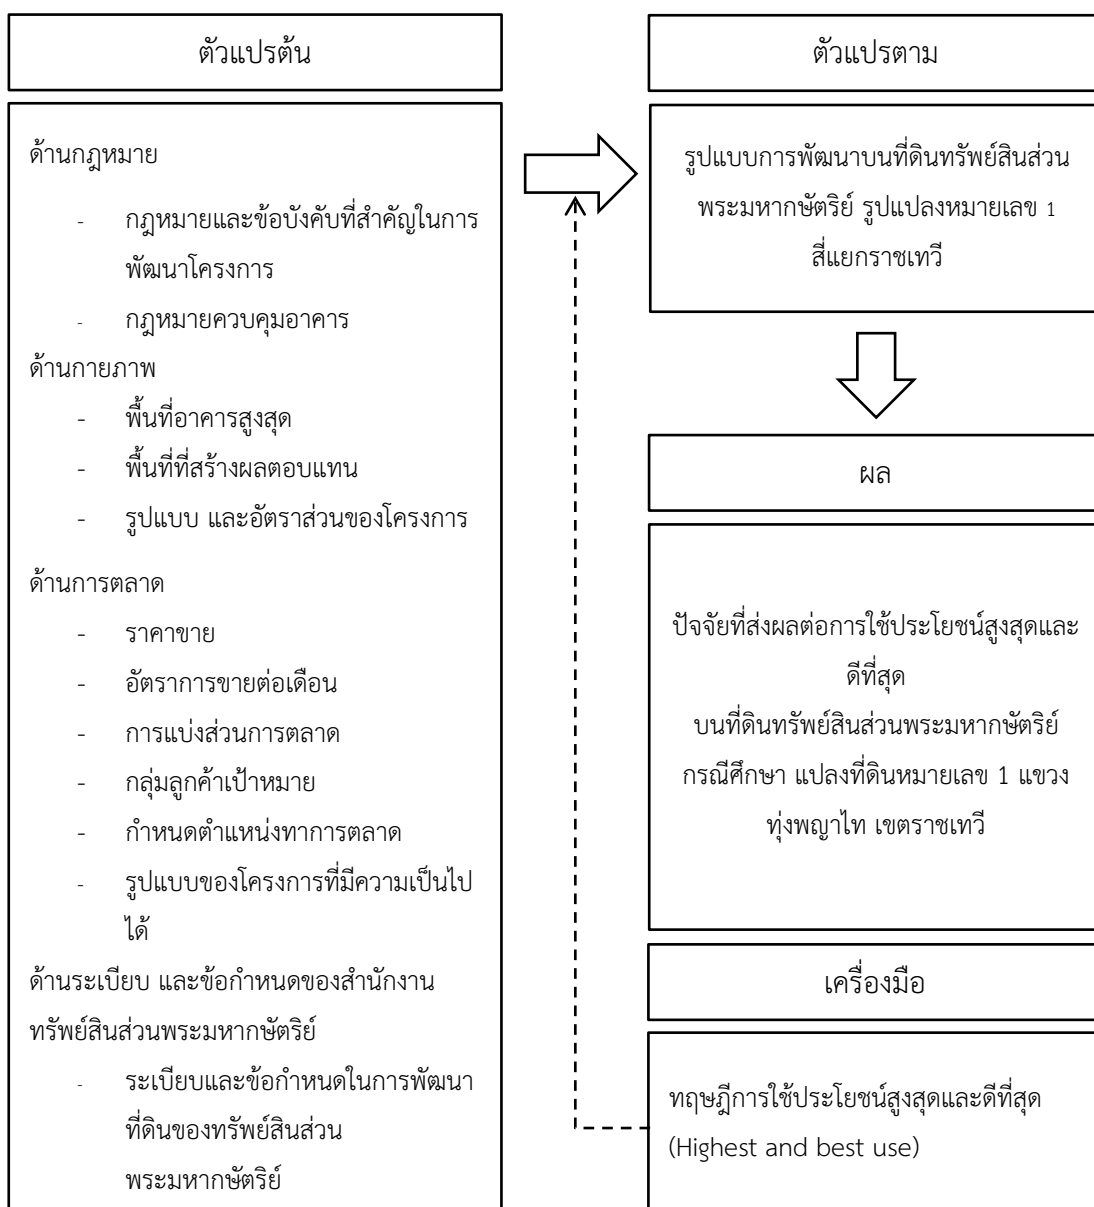 ตัวแปรต้น
ด้านกฎหมาย
- กฎหมายและข้อบังคับที่สำคัญในการ
พัฒนาโครงการ
- กฎหมายควบคุมอาคาร
ด้านกายภาพ
- พื้นที่อาคารสูงสุด
- พื้นที่ที่สร้างผลตอบแทน
- รูปแบบ และอัตราส่วนของโครงการ
ด้านการตลาด
- ราคาขาย
- อัตราการขายต่อเดือน
- การแบ่งส่วนการตลาด
- กลุ่มลูกค้าเป้าหมาย
- กำหนดตำแหน่งทาการตลาด
- รูปแบบของโครงการที่มีความเป็นไป
ได้
ด้านระเบียบ และข้อกำหนดของสำนักงาน
ทรัพย์สินส่วนพระมหากษัตริย์
- ระเบียบและข้อกำหนดในการพัฒนา
ที่ดินของทรัพย์สินส่วน
พระมหากษัตริย์
ตัวแปรตาม
รูปแบบการพัฒนาบนที่ดินทรัพย์สินส่วน
พระมหากษัตริย์ รูปแปลงหมายเลข 1
สี่แยกราชเทวี
ผล
ปัจจัยที่ส่งผลต่อการใช้ประโยชน์สูงสุดและ
ดีที่สุด
บนที่ดินทรัพย์สินส่วนพระมหากษัตริย์
กรณีศึกษา แปลงที่ดินหมายเลข 1 แขวง
ทุ่งพญาไท เขตราชเทวี
เครื่องมือ
ทฤษฎีการใช้ประโยชน์สูงสุดและดีที่สุด
(Highest and best use)